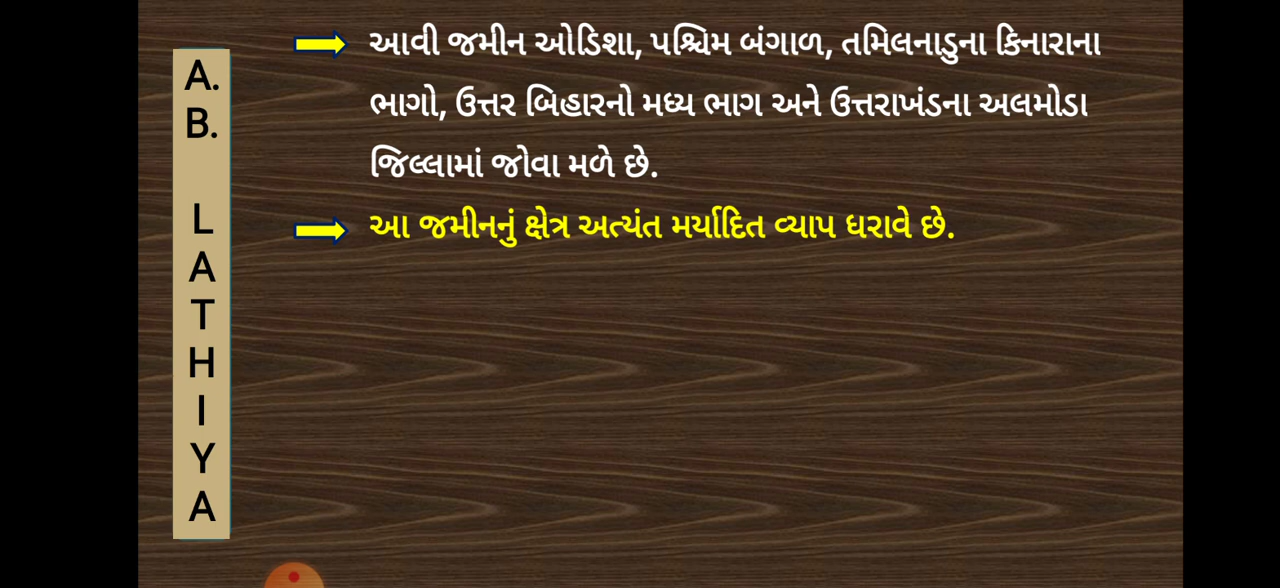 A.
B.
L
A
T
H
I
Y
A
આવી જમીન ઓડિશા, પશ્ચિમ બંગાળ, તમિલનાડુના કિનારાના
ભાગો, ઉત્તર બિહારનો મધ્ય ભાગ અને ઉત્તરાખંડના અલમોડા
જિલ્લામાં જોવા મળે છે.
આ જમીનનું ક્ષેત્ર અત્યંત મર્યાદિત વ્યાપ ધરાવે છે.